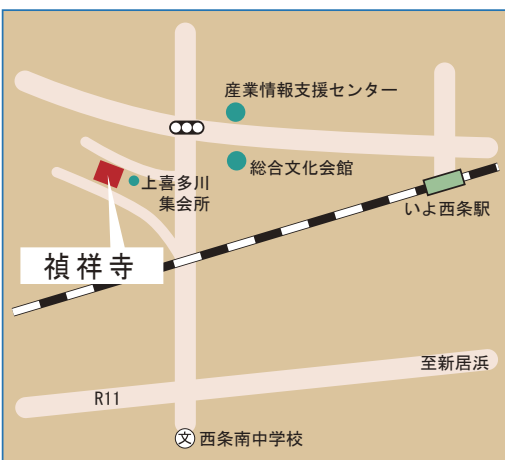 産業情報支援センター
総合文化会館
上喜多川
集会所
いよ西条駅
禎祥寺
至新居浜
R11
文 西条南中学校